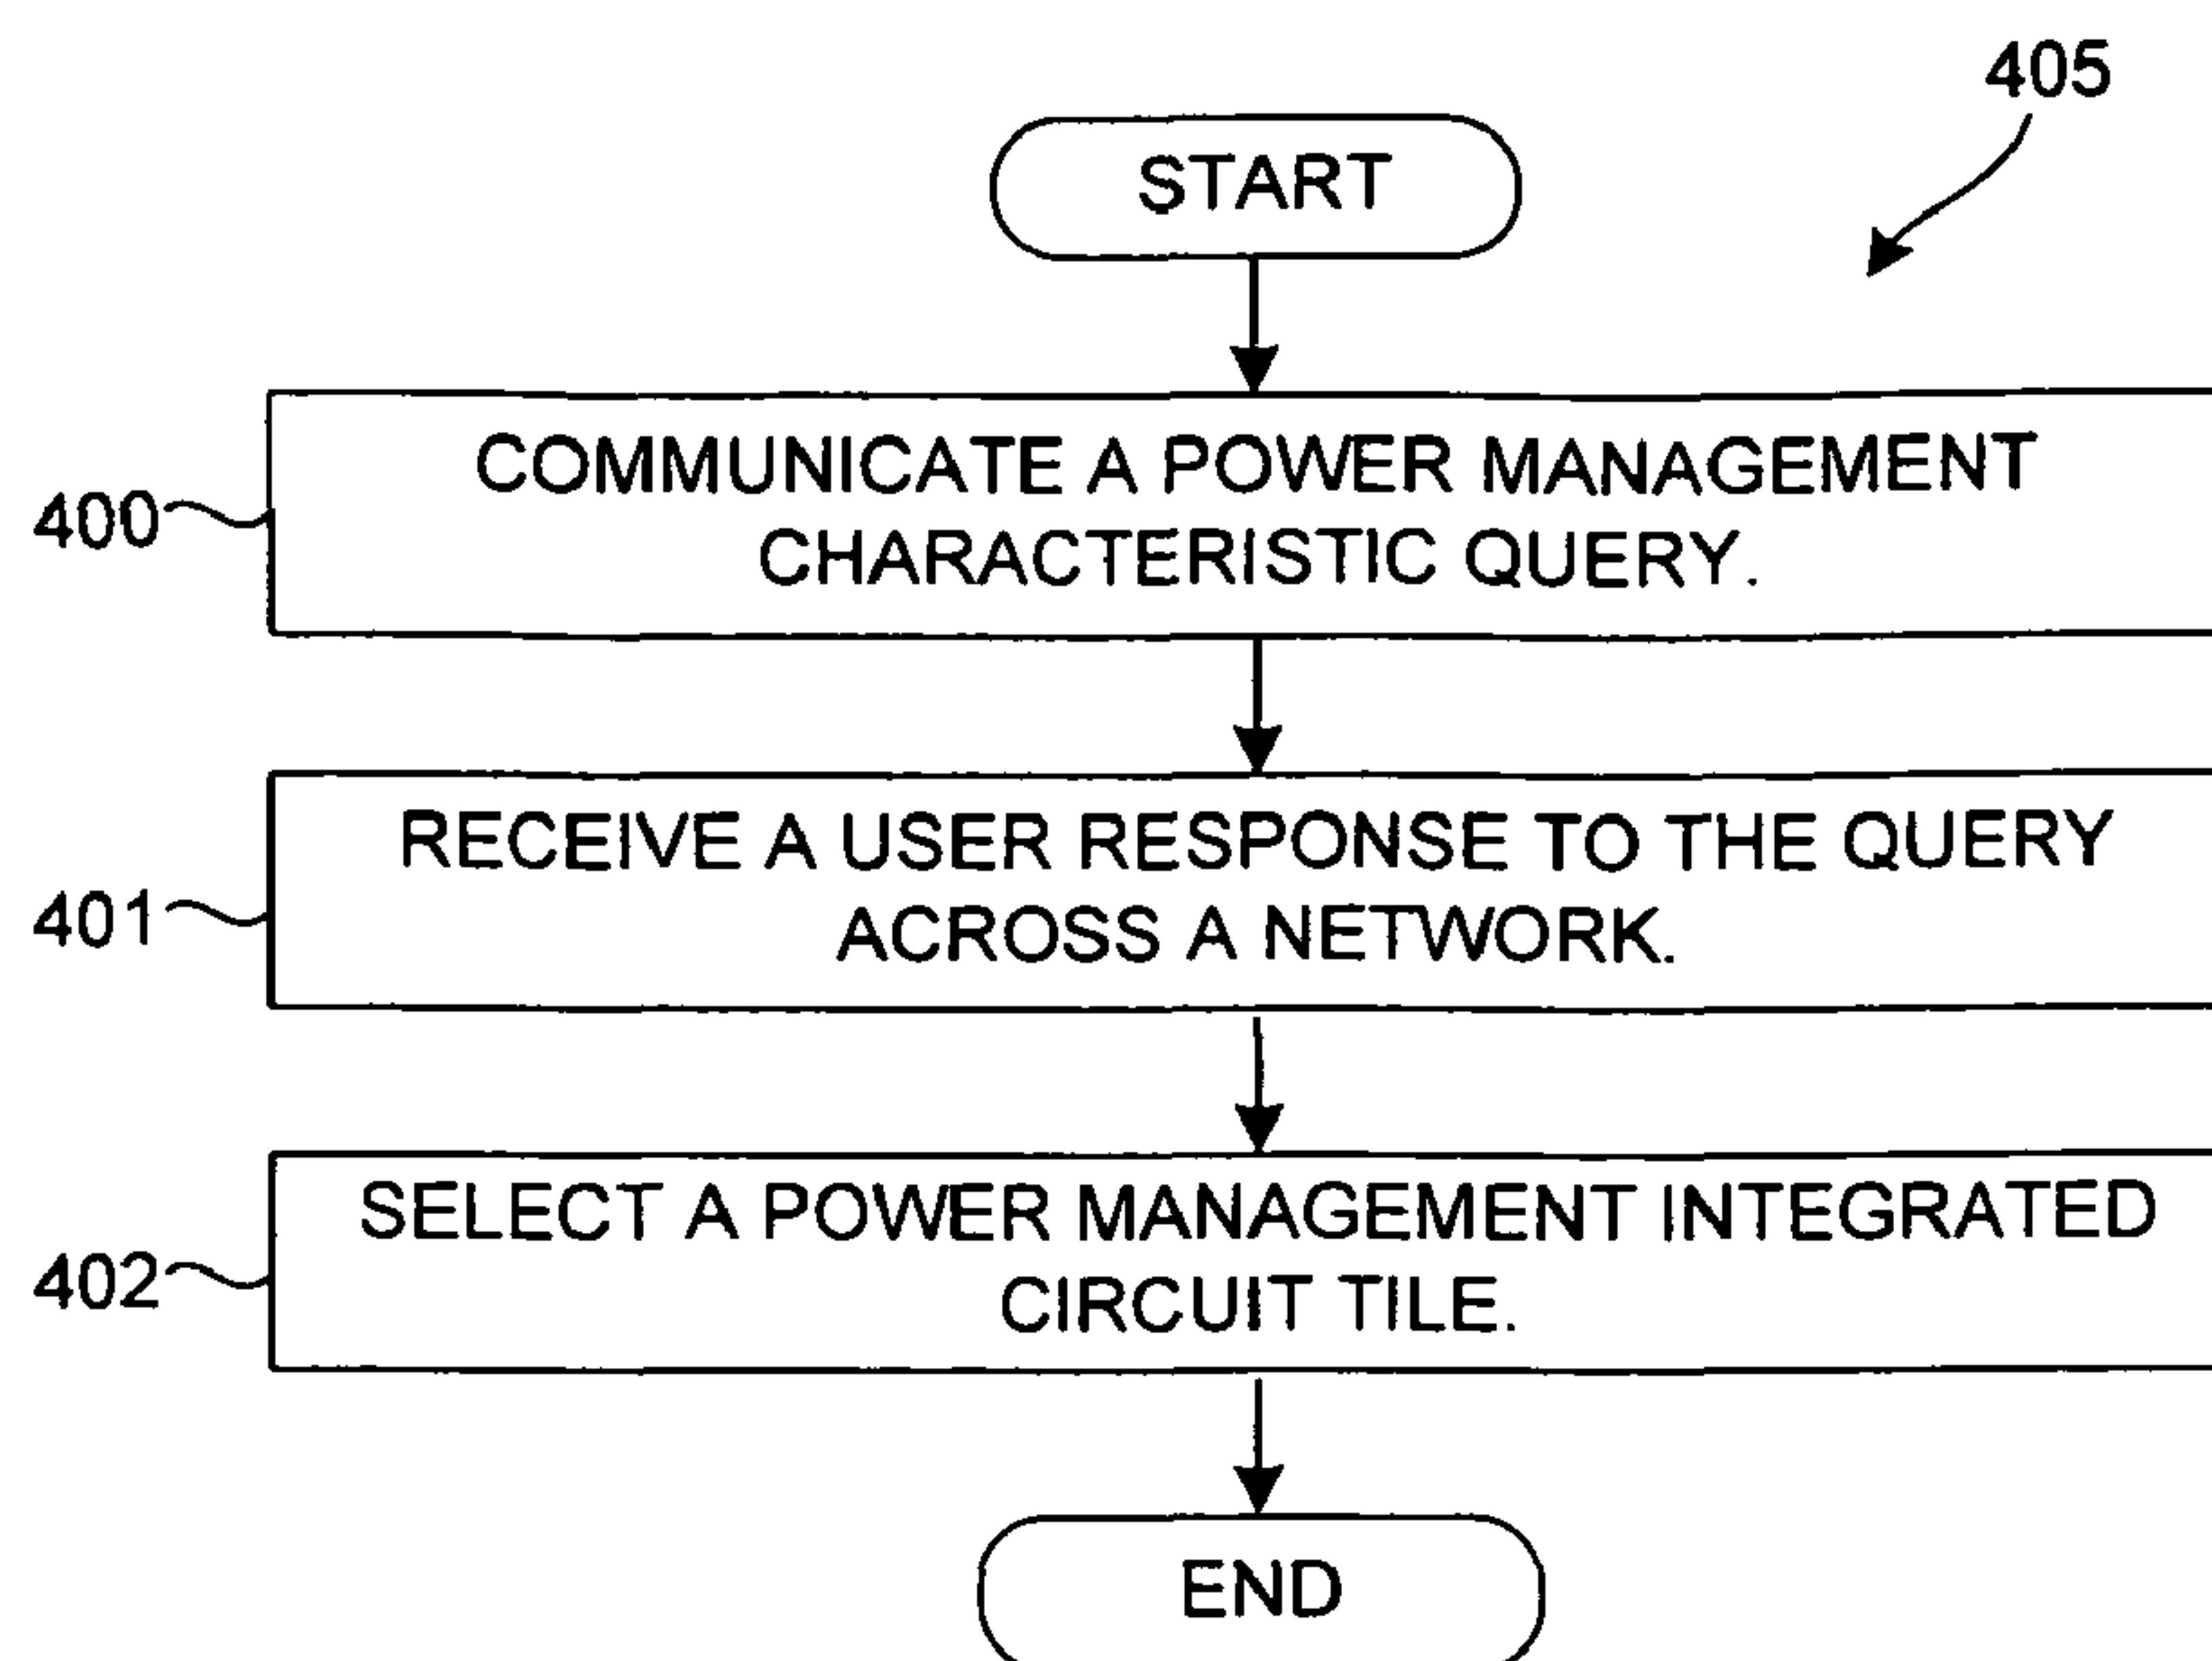 405
START
COMMUNICATE A POWER MANAGEMENT
CHARACTERISTIC QUERY.
400
RECEIVE A USER RESPONSE TO THE QUERY
ACROSS A NETWORK.
401
SELECT A POWER MANAGEMENT INTEGRATED
CIRCUIT TILE.
402
END